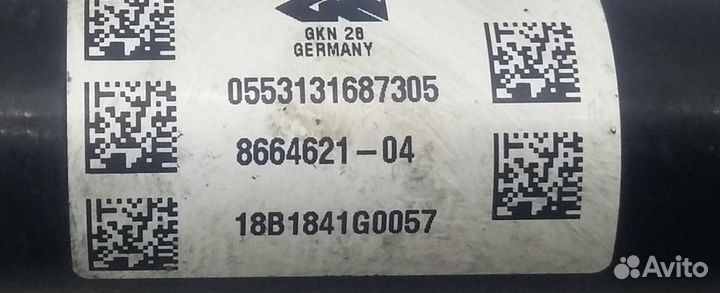 GKN 28
GERMANY
0553131687305
8664621-04
18B1841G0057
Avito